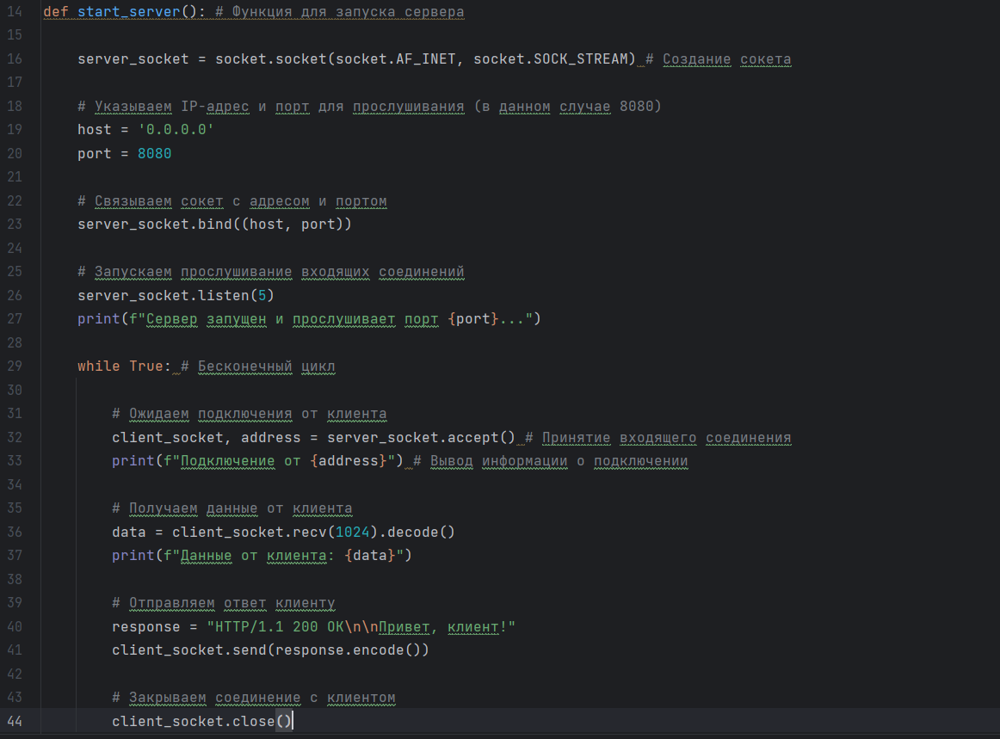 14 def start_server(): # Функция для запуска сервера
15
16     server_socket = socket.socket(socket.AF_INET, socket.SOCK_STREAM) # Создание сокета
17
18     # Указываем IP-адрес и порт для прослушивания (в данном случае 8080)
19     host = '0.0.0.0'
20     port = 8080
21
22     # Связываем сокет с адресом и портом
23     server_socket.bind((host, port))
24
25     # Запускаем прослушивание входящих соединений
26     server_socket.listen(5)
27     print(f"Сервер запущен и прослушивает порт {port}...")
28
29     while True: # Бесконечный цикл
30
31         # Ожидаем подключения от клиента
32         client_socket, address = server_socket.accept() # Принятие входящего соединения
33         print(f"Подключение от {address}") # Вывод информации о подключении
34
35         # Получаем данные от клиента
36         data = client_socket.recv(1024).decode()
37         print(f"Данные от клиента: {data}")
38
39         # Отправляем ответ клиенту
40         response = "HTTP/1.1 200 OK\n\nПривет, клиент!"
41         client_socket.send(response.encode())
42
43         # Закрываем соединение с клиентом
44         client_socket.close()